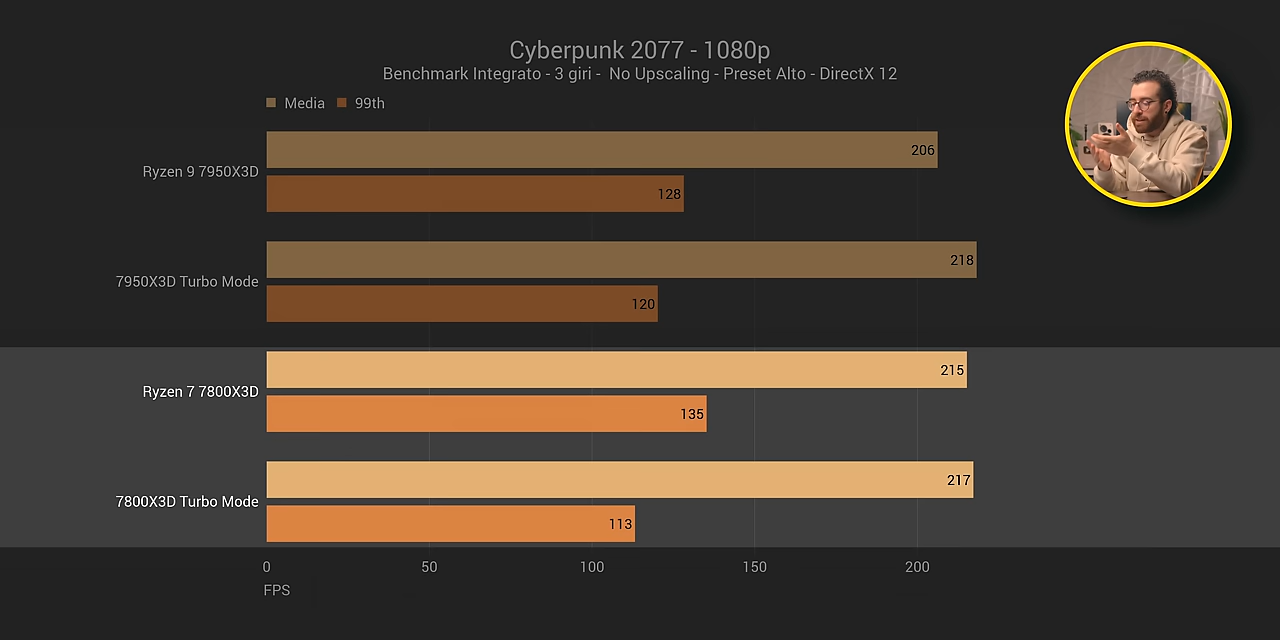 Cyberpunk 2077 - 1080p
Benchmark Integrato - 3 giri - No Upscaling - Preset Alto - DirectX 12
Media 99th
Ryzen 9 7950X3D
206
128
7950X3D Turbo Mode
218
120
Ryzen 7 7800X3D
215
135
7800X3D Turbo Mode
217
113
0 50 100 150 200
FPS